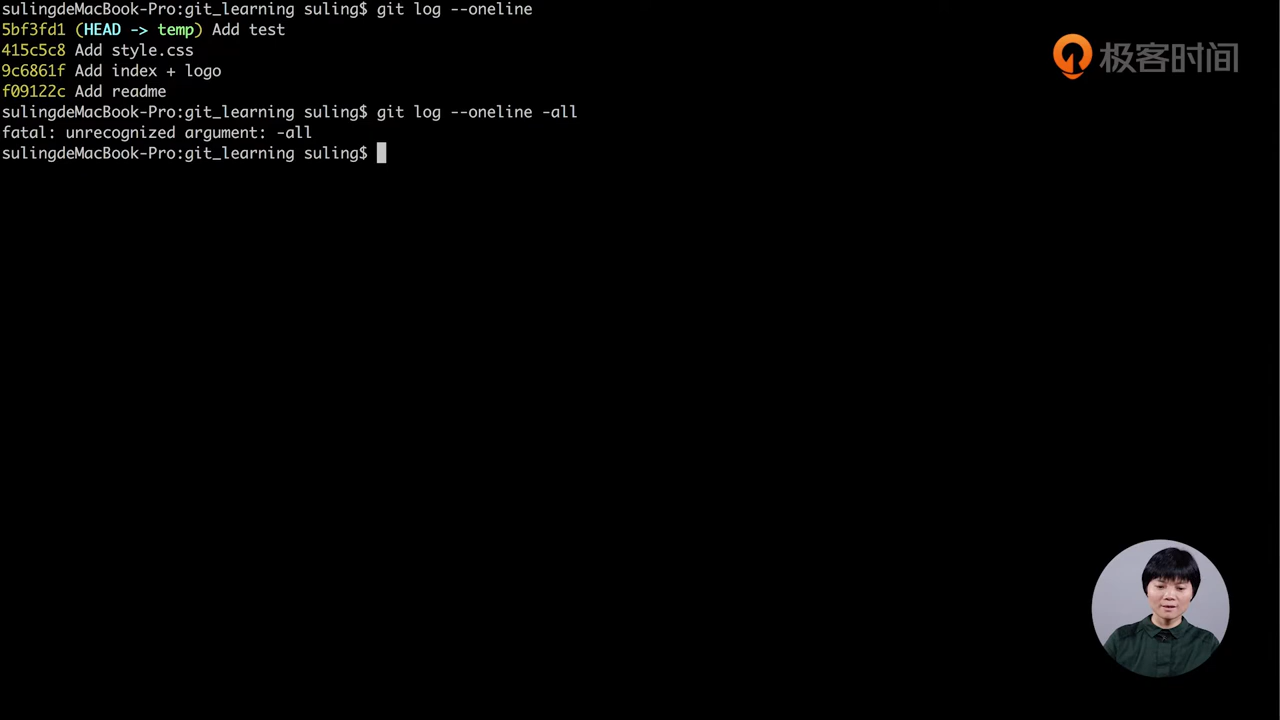 sulingdeMacBook-Pro:git_learning suling$ git log --oneline
5bf3fd1 (HEAD -> temp) Add test
415c5c8 Add style.css
9c6861f Add index + logo
f09122c Add readme
sulingdeMacBook-Pro:git_learning suling$ git log --oneline -all
fatal: unrecognized argument: -all
sulingdeMacBook-Pro:git_learning suling$
极客时间